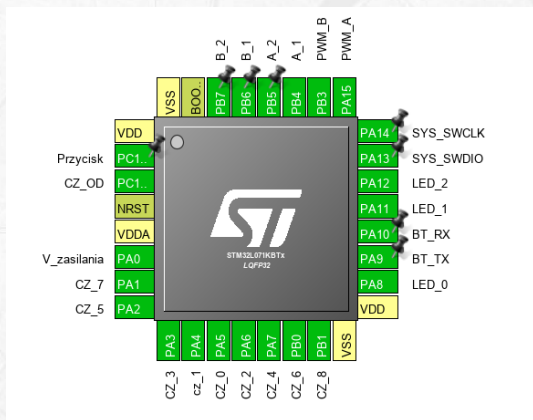 B_2
B_1
A_2
A_1
PWM_B
PWM_A
VSS
BOO..
PB7
PB6
PB5
PB4
PB3
PA15
VDD
Przycisk PC1..
CZ_OD PC1..
NRST
VDDA
V_zasilania PA0
CZ_7 PA1
CZ_5 PA2
PA14 SYS_SWCLK
PA13 SYS_SWDIO
PA12 LED_2
PA11 LED_1
PA10 BT_RX
PA9 BT_TX
PA8 LED_0
VDD
ST
STM32L071KBTx
LQFP32
PA3
PA4
PA5
PA6
PA7
PB0
PB1
VSS
CZ_3
cz_1
CZ_0
CZ_2
CZ_4
CZ_6
CZ_8